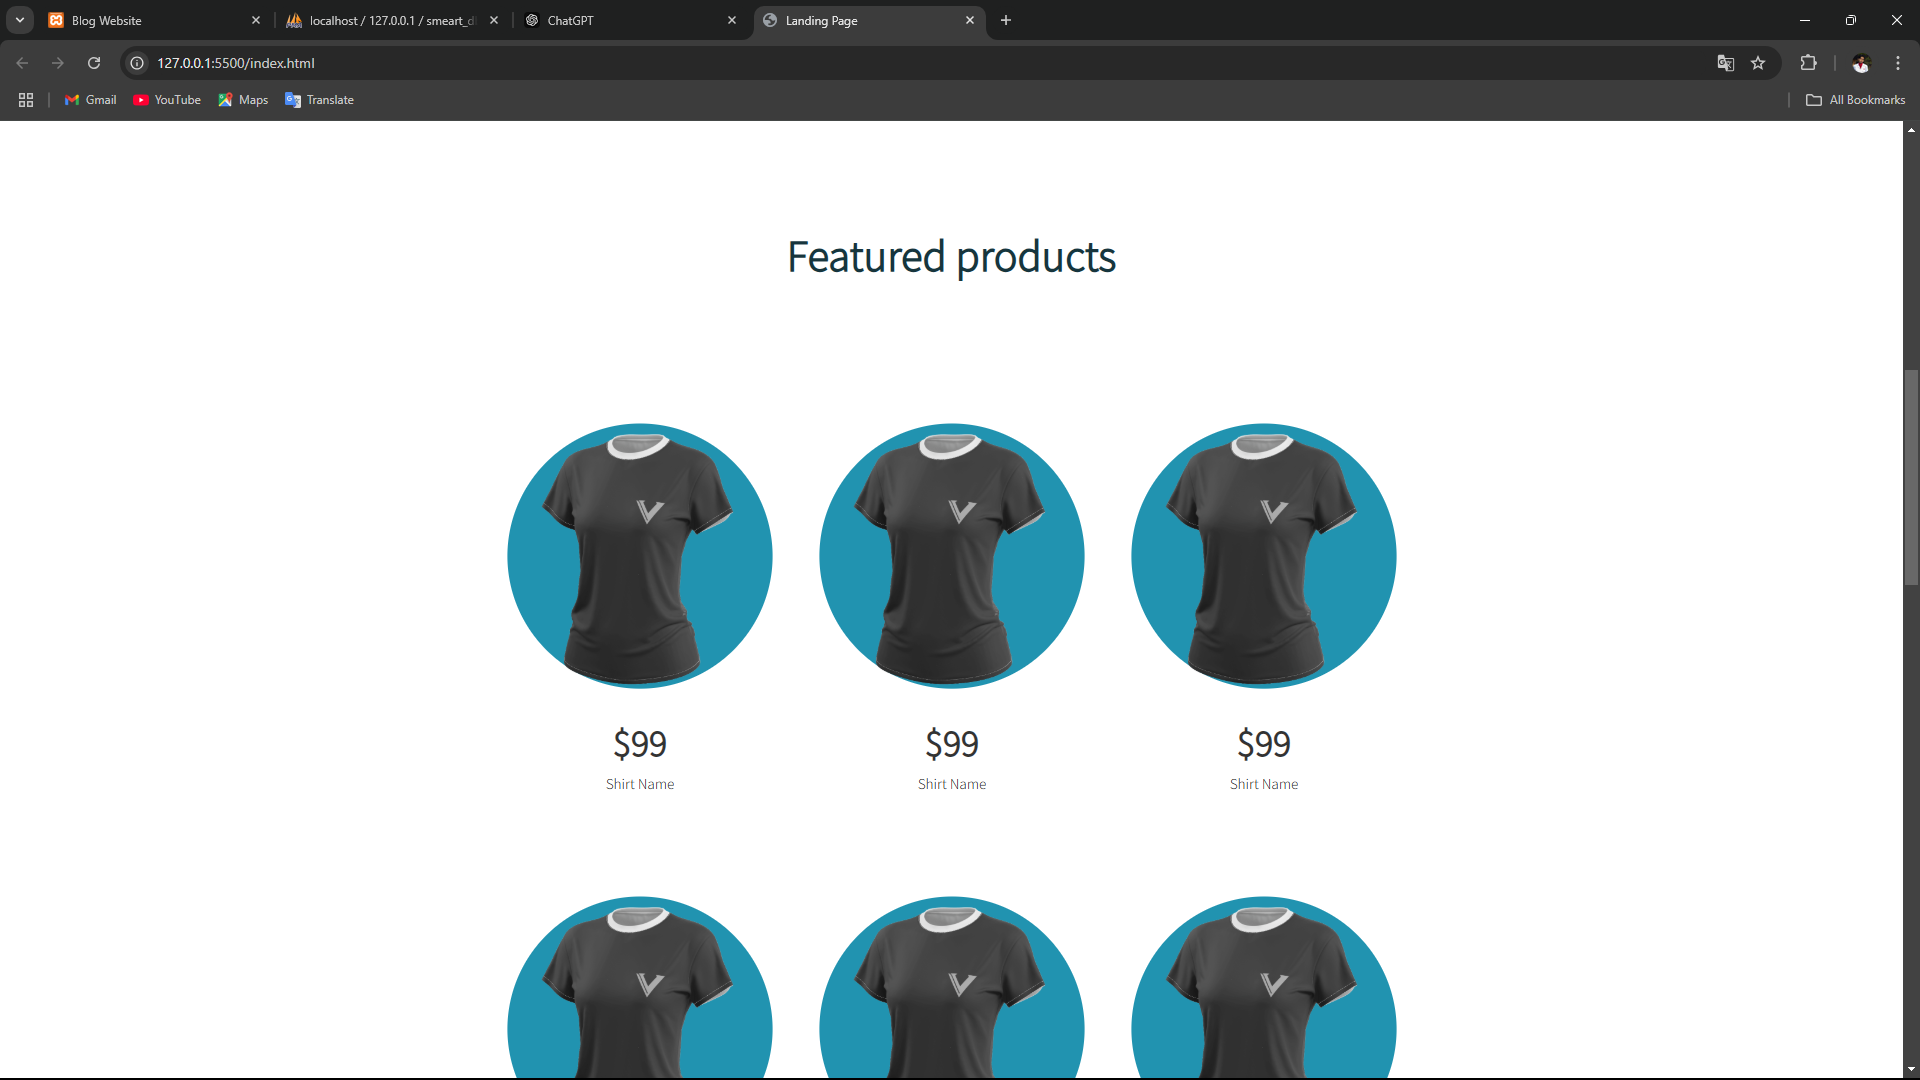 Blog Website
localhost / 127.0.0.1 / smeart_d
ChatGPT
Landing Page
127.0.0.1:5500/index.html
Gmail
YouTube
Maps
Translate
All Bookmarks
Featured products
$99
$99
$99
Shirt Name
Shirt Name
Shirt Name